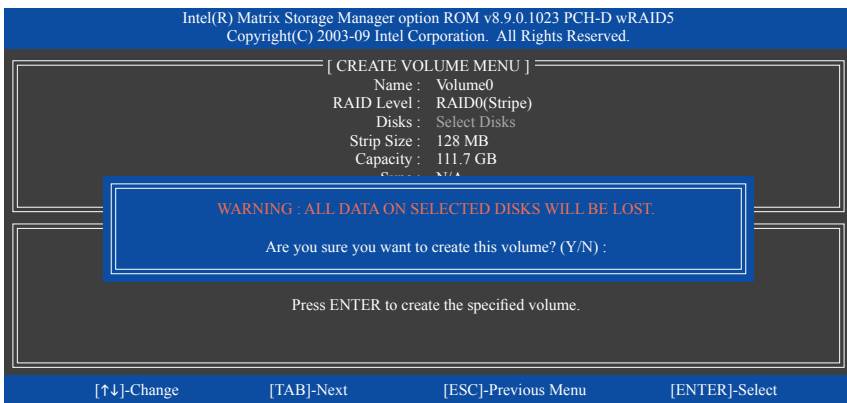 Intel(R) Matrix Storage Manager option ROM v8.9.0.1023 PCH-D wRAID5
Copyright(C) 2003-09 Intel Corporation. All Rights Reserved.
[ CREATE VOLUME MENU ]
Name : Volume0
RAID Level : RAID0(Stripe)
Disks : Select Disks
Strip Size : 128 MB
Capacity : 111.7 GB
Sync : N/A
WARNING : ALL DATA ON SELECTED DISKS WILL BE LOST.
Are you sure you want to create this volume? (Y/N) :
Press ENTER to create the specified volume.
[↑↓]-Change [TAB]-Next [ESC]-Previous Menu [ENTER]-Select